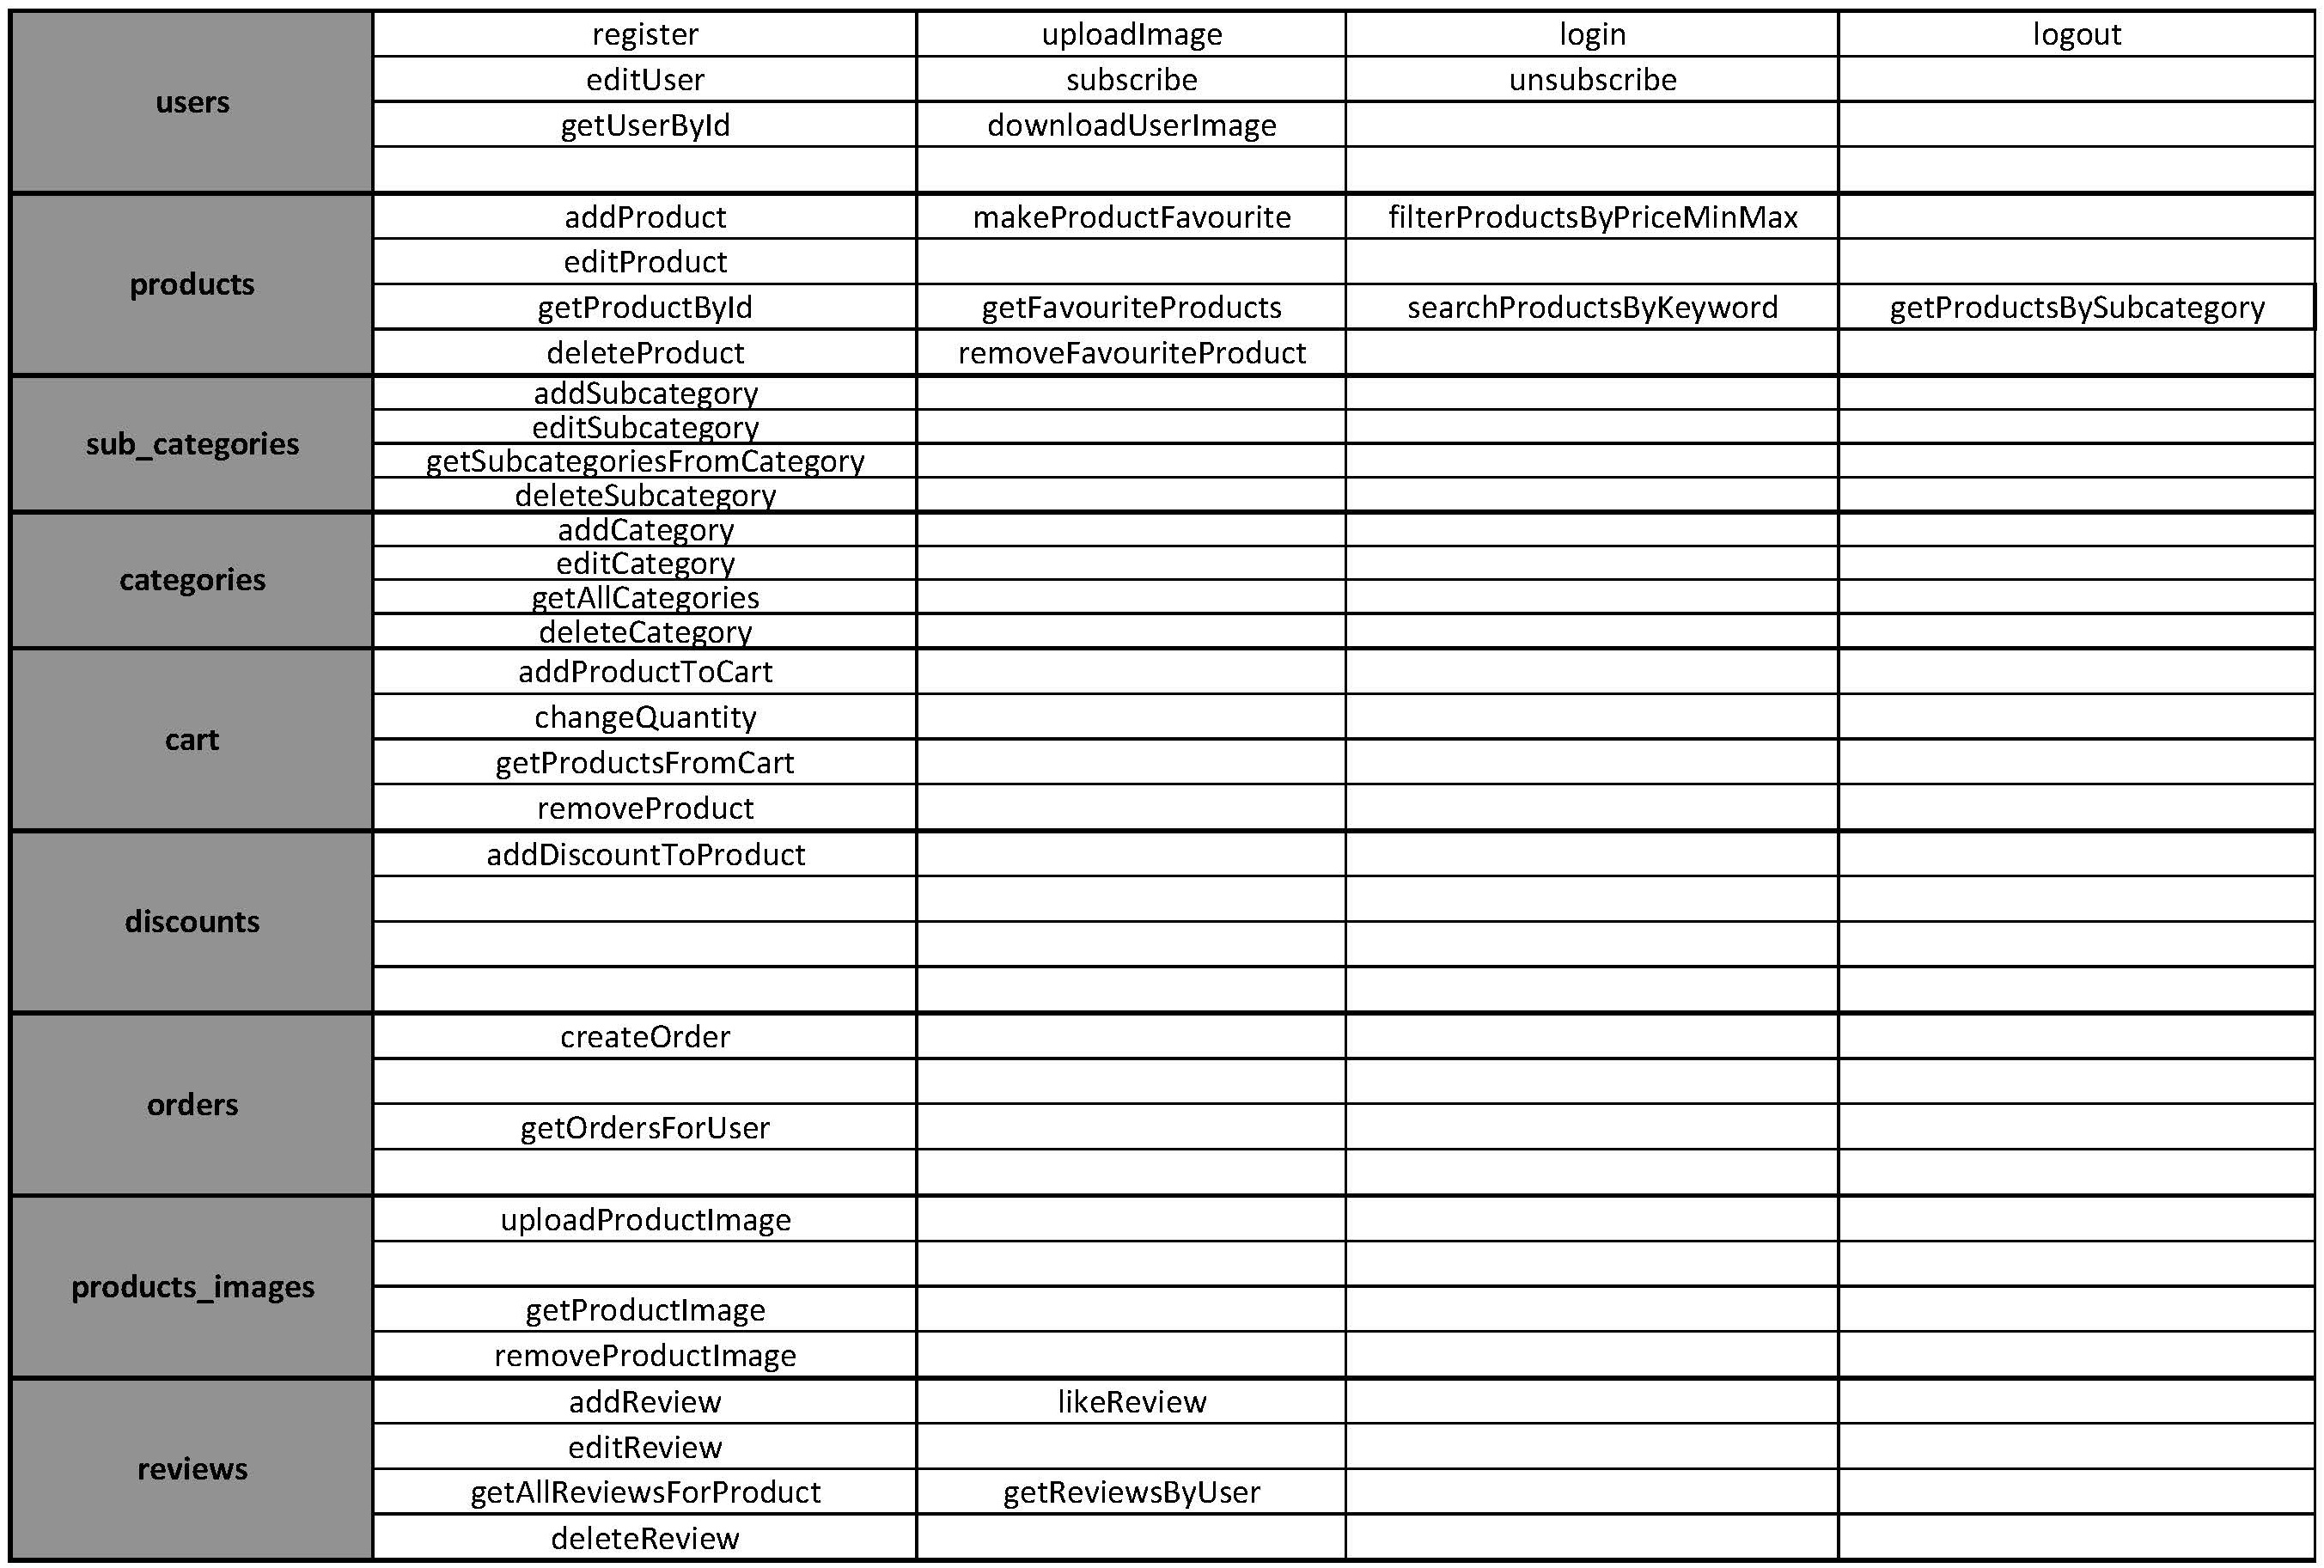 users
register uploadImage login logout
editUser subscribe unsubscribe
getUserById downloadUserImage
products
addProduct makeProductFavourite filterProductsByPriceMinMax
editProduct
getProductById getFavouriteProducts searchProductsByKeyword getProductsBySubcategory
deleteProduct removeFavouriteProduct
sub_categories
addSubcategory
editSubcategory
getSubcategoriesFromCategory
deleteSubcategory
categories
addCategory
editCategory
getAllCategories
deleteCategory
cart
addProductToCart
changeQuantity
getProductsFromCart
removeProduct
discounts
addDiscountToProduct
orders
createOrder
getOrdersForUser
products_images
uploadProductImage
getProductImage
removeProductImage
reviews
addReview likeReview
editReview
getAllReviewsForProduct getReviewsByUser
deleteReview